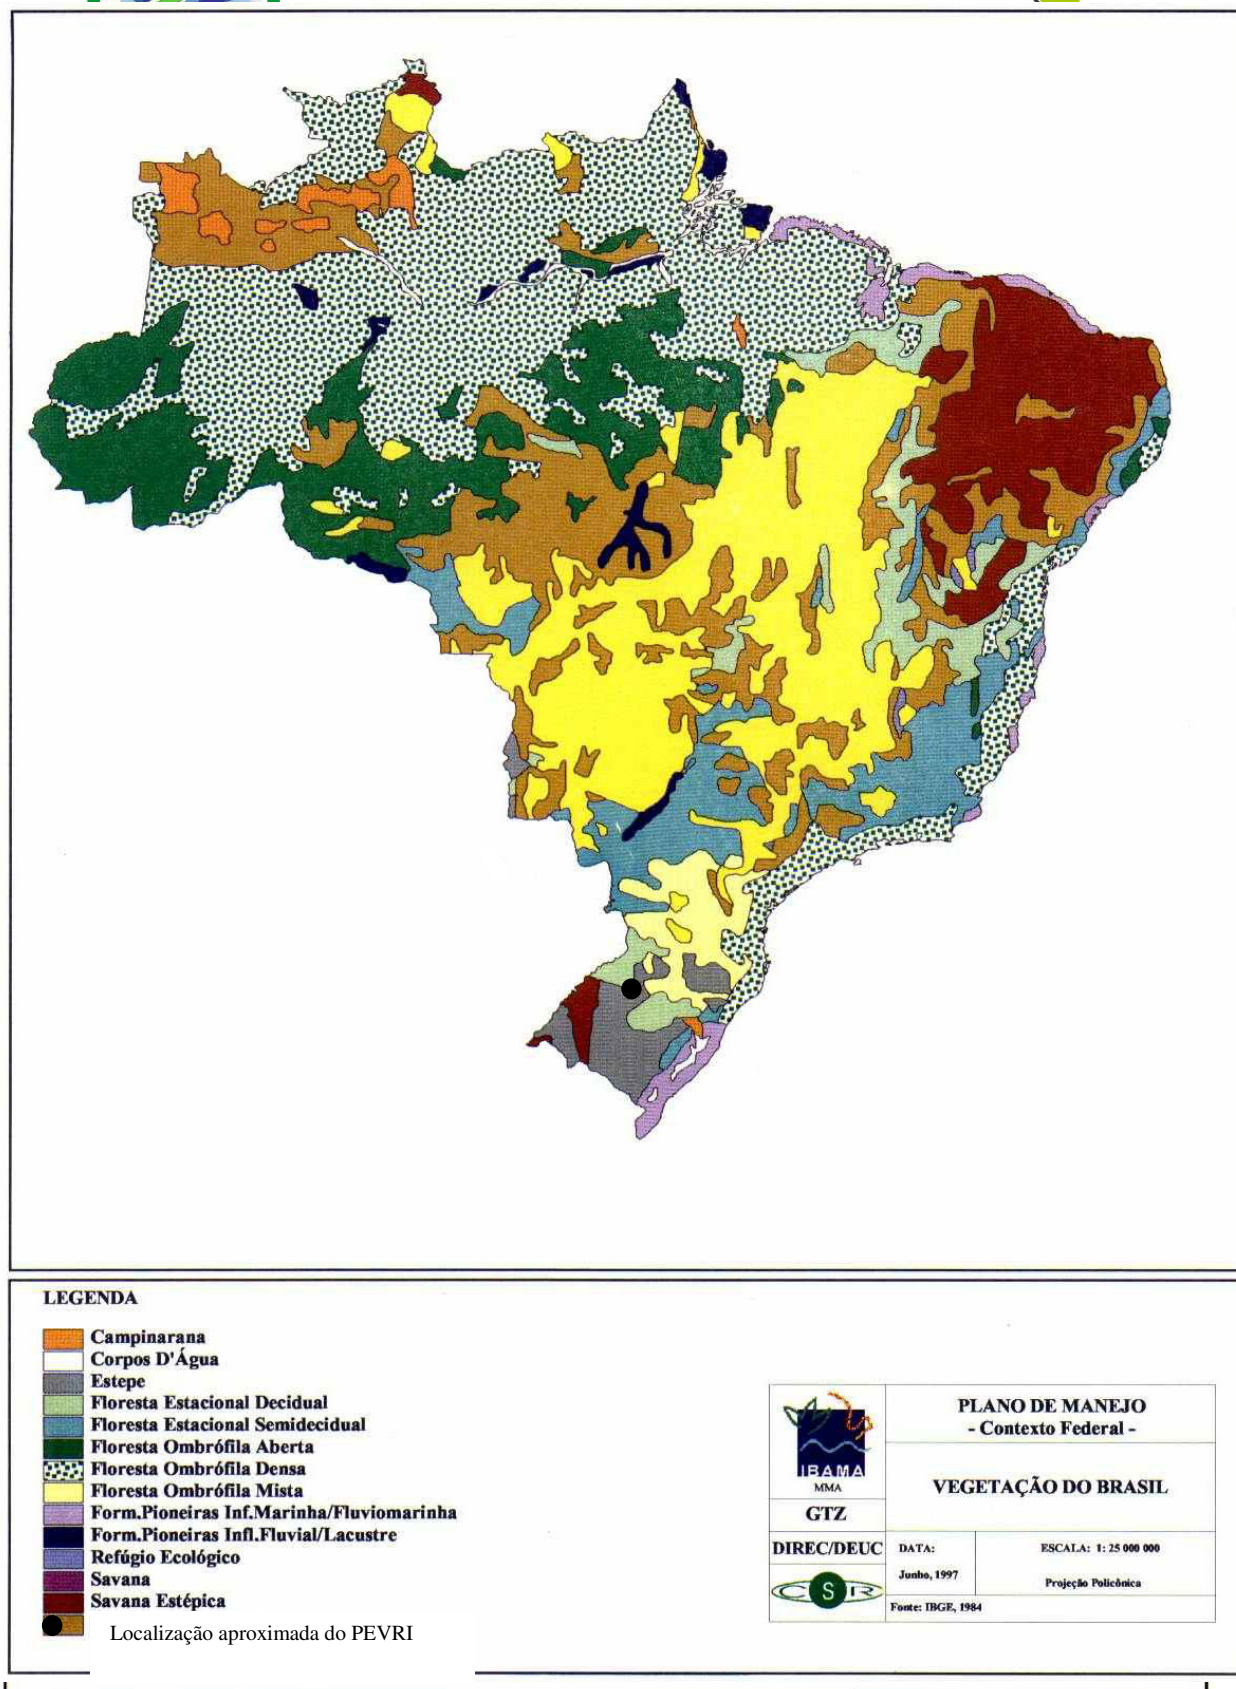 LEGENDA
Campinarana
Corpos D'Água
Estepe
Floresta Estacional Decidual
Floresta Estacional Semidecidual
Floresta Ombrófila Aberta
Floresta Ombrófila Densa
Floresta Ombrófila Mista
Form.Pioneiras Inf.Marinha/Fluviomarinha
Form.Pioneiras Infl.Fluvial/Lacustre
Refúgio Ecológico
Savana
Savana Estépica
Localização aproximada do PEVRI
IBAMA
MMA
GTZ
DIREC/DEUC
CSR
PLANO DE MANEJO
- Contexto Federal -
VEGETAÇÃO DO BRASIL
DATA:
Junho, 1997
ESCALA: 1: 25 000 000
Projeção Policônica
Fonte: IBGE, 1984